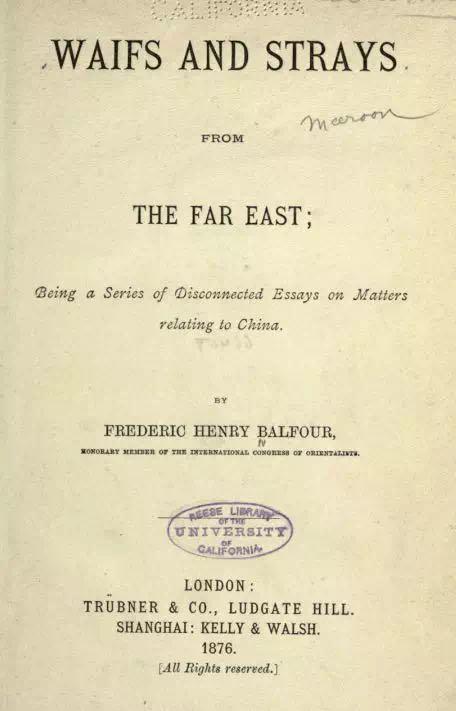 CALIFORNIA
WAIFS AND STRAYS
FROM
THE FAR EAST;
Being a Series of Disconnected Essays on Matters
relating to China.
BY
FREDERIC HENRY BALFOUR,
HONORARY MEMBER OF THE INTERNATIONAL CONGRESS OF ORIENTALISTS.
REESE LIBRARY
OF THE
UNIVERSITY
OF
CALIFORNIA.
LONDON:
TRÜBNER & CO., LUDGATE HILL.
SHANGHAI: KELLY & WALSH.
1876.
[All Rights reserved.]